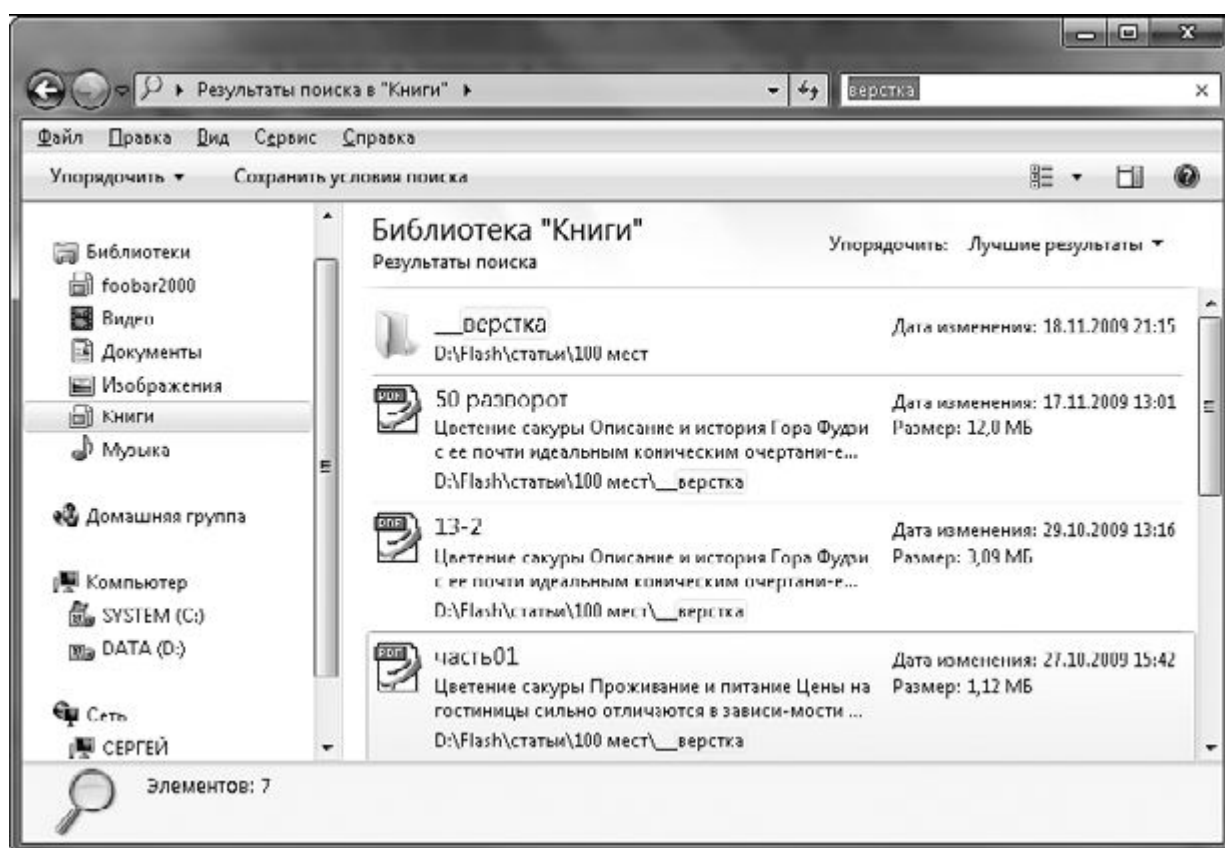 Результаты поиска в "Книги"
верстка
Файл Правка Вид Сервис Справка
Упорядочить Сохранить условия поиска
Библиотеки
foobar2000
Видео
Документы
Изображения
Книги
Музыка
Домашняя группа
Компьютер
SYSTEM (C:)
DATA (D:)
Сеть
СЕРГЕЙ
Библиотека "Книги"
Результаты поиска
Упорядочить: Лучшие результаты
__верстка
Дата изменения: 18.11.2009 21:15
D:\Flash\статьи\100 мест
50 разворот
Дата изменения: 17.11.2009 13:01
Цветение сакуры Описание и история Гора Фудзи
Размер: 12,0 МБ
с ее почти идеальным коническим очертани-е...
D:\Flash\статьи\100 мест\__верстка
13-2
Дата изменения: 29.10.2009 13:16
Цветение сакуры Описание и история Гора Фудзи
Размер: 3,09 МБ
с ее почти идеальным коническим очертани-е...
D:\Flash\статьи\100 мест\__верстка
часть01
Дата изменения: 27.10.2009 15:42
Цветение сакуры Проживание и питание Цены на
Размер: 1,12 МБ
гостиницы сильно отличаются в зависи-мости ...
D:\Flash\статьи\100 мест\__верстка
Элементов: 7